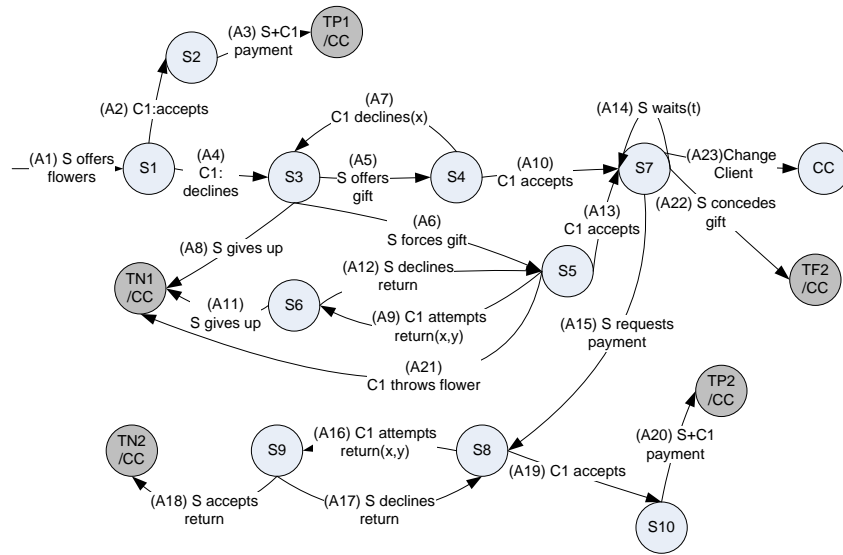 TP1
/CC
(A3) S+C1
payment
S2
(A2) C1:accepts
(A7)
C1 declines(x)
(A14) S waits(t)
(A1) S offers
flowers
S1
(A4)
C1:
declines
S3
(A5)
S offers
gift
S4
(A10)
C1 accepts
S7
(A23)Change
Client
CC
(A22) S concedes
gift
(A13)
C1 accepts
(A6)
S forces gift
(A8) S gives up
TN1
/CC
(A12) S declines
return
S5
TF2
/CC
(A11)
S gives up
S6
(A9) C1 attempts
return(x,y)
(A15) S requests
payment
(A21)
C1 throws flower
TP2
/CC
(A20) S+C1
payment
TN2
/CC
(A16) C1 attempts
return(x,y)
S9
S8
(A19) C1 accepts
(A18) S accepts
return
(A17) S declines
return
S10